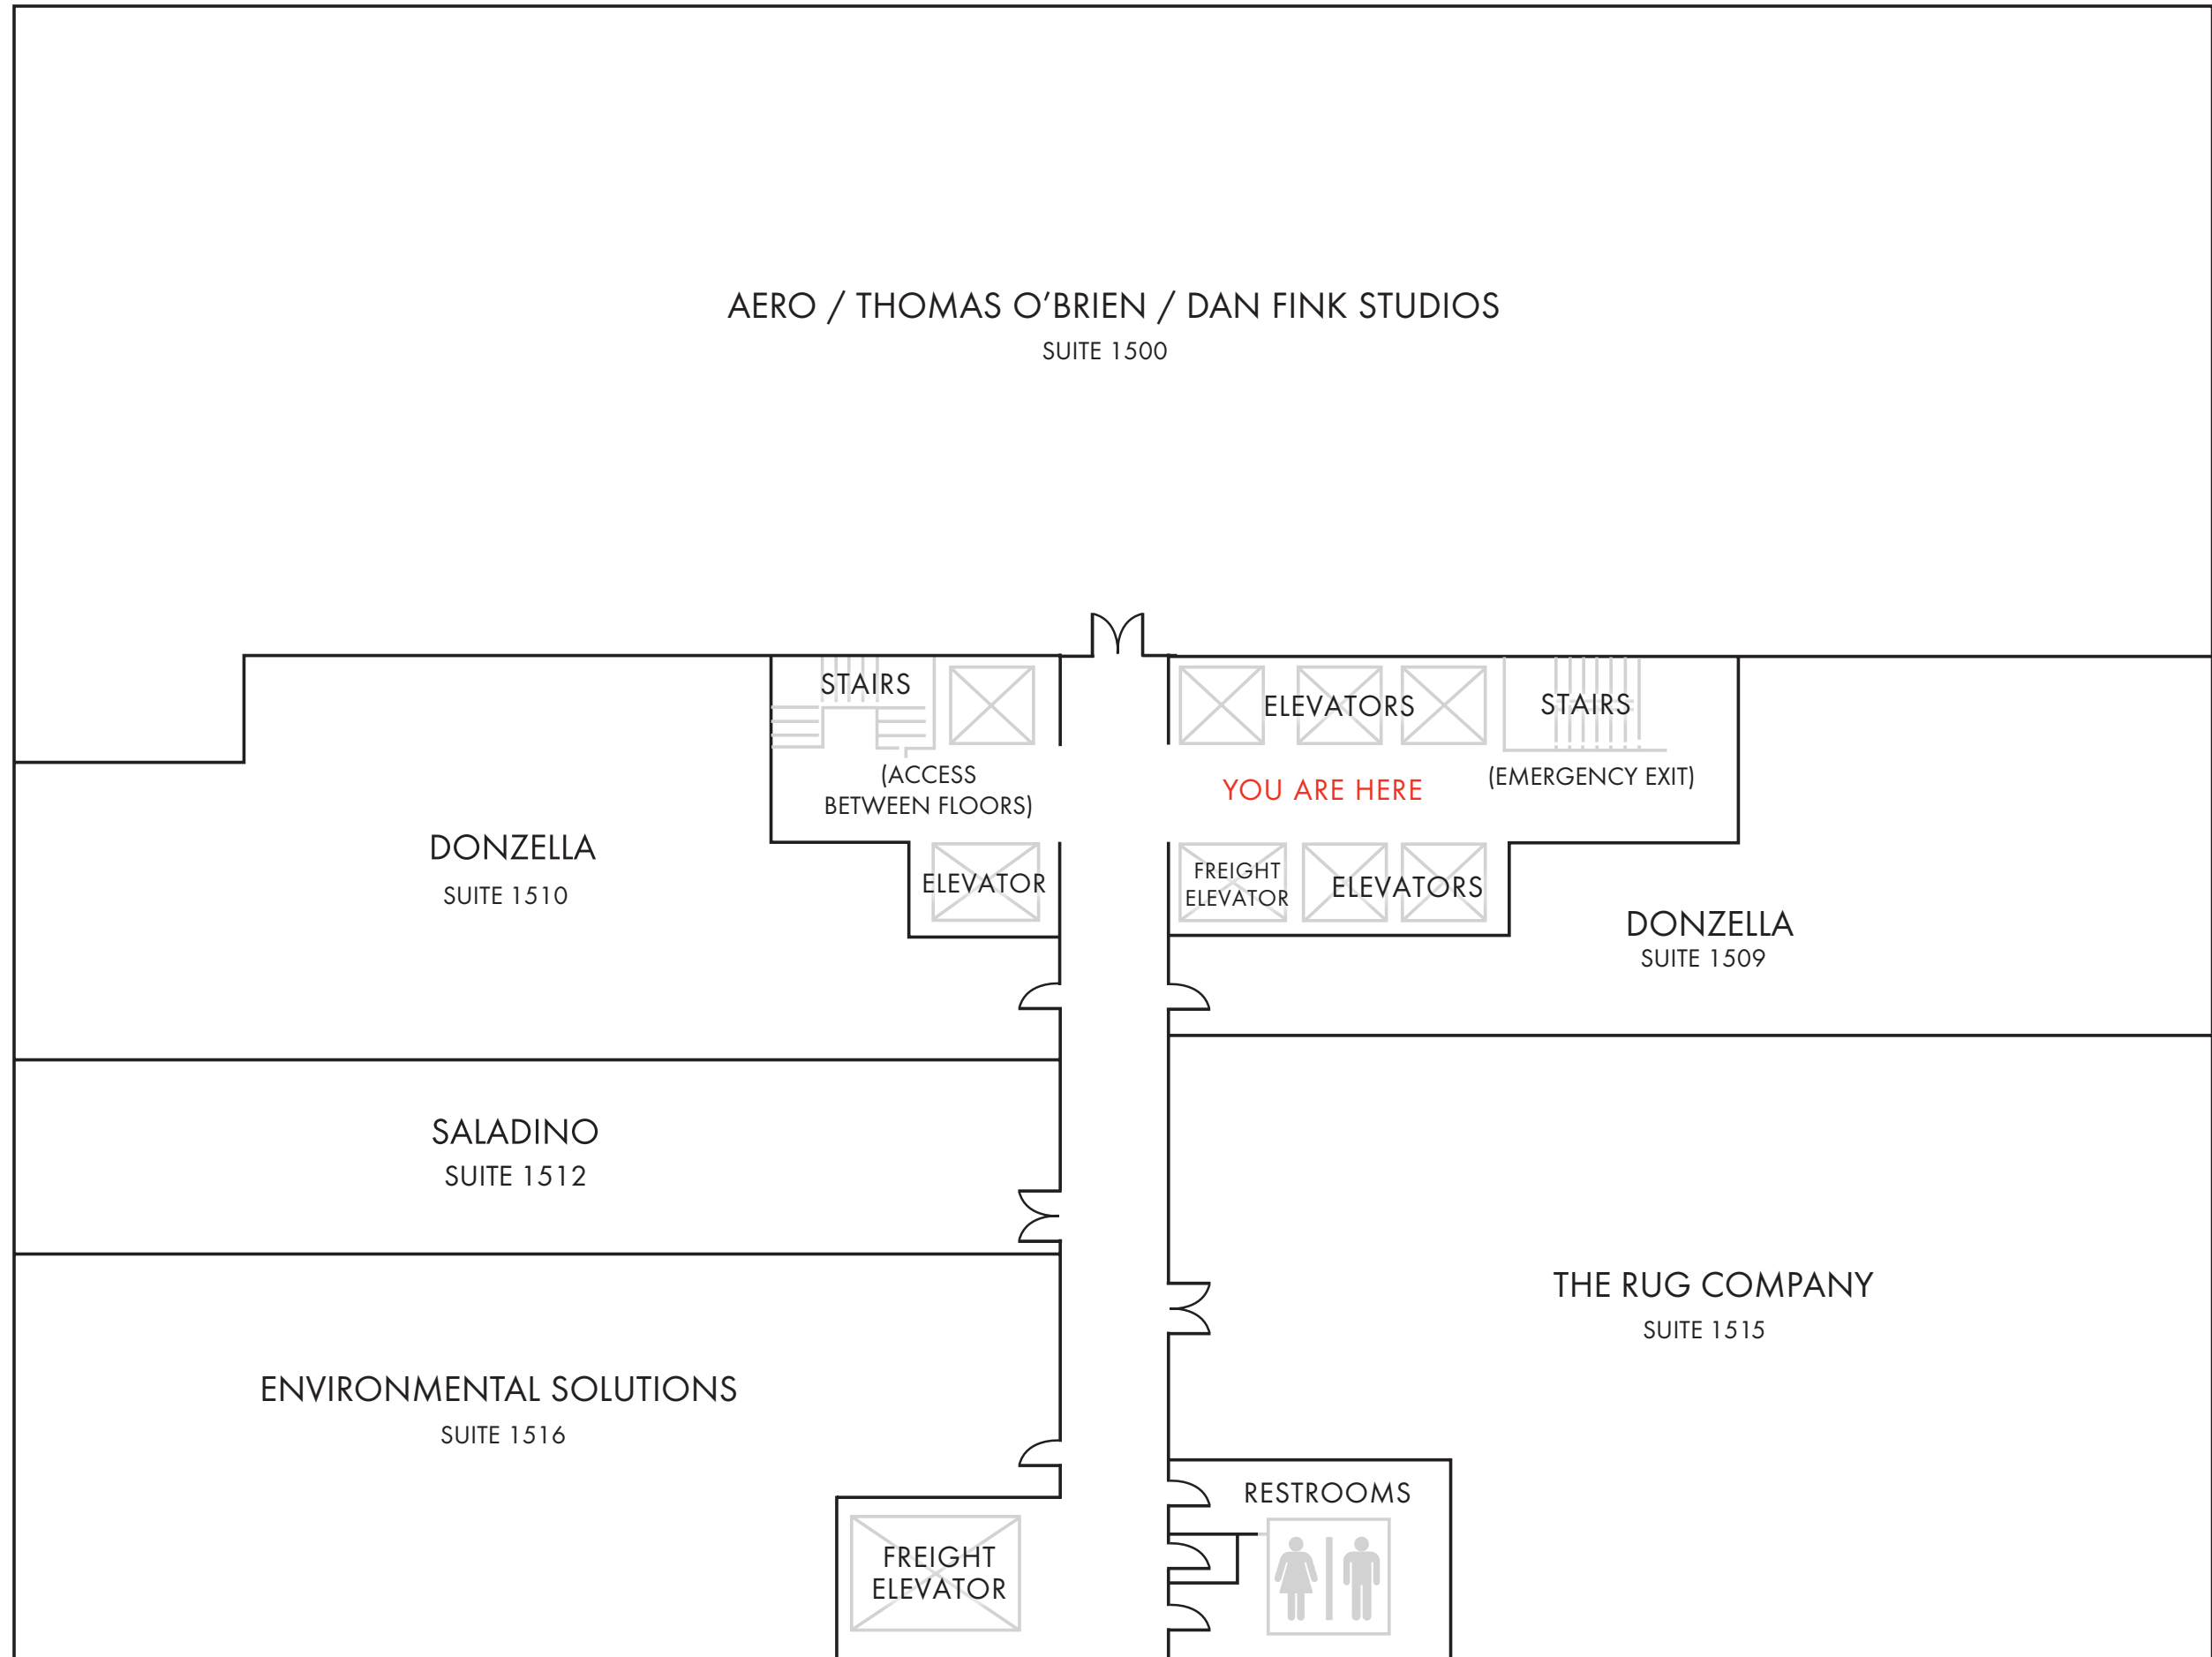 AERO / THOMAS O’BRIEN / DAN FINK STUDIOS
SUITE 1500
STAIRS
(ACCESS
BETWEEN FLOORS)
ELEVATOR
ELEVATORS
STAIRS
YOU ARE HERE
(EMERGENCY EXIT)
FREIGHT
ELEVATOR
ELEVATORS
DONZELLA
SUITE 1510
DONZELLA
SUITE 1509
SALADINO
SUITE 1512
THE RUG COMPANY
SUITE 1515
ENVIRONMENTAL SOLUTIONS
SUITE 1516
RESTROOMS
FREIGHT
ELEVATOR